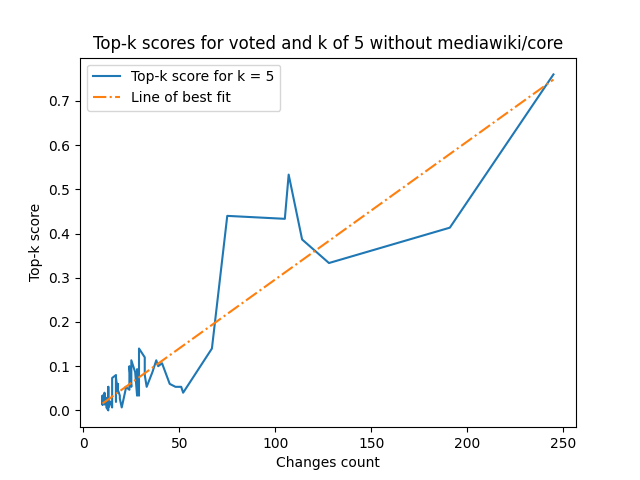 Top-k scores for voted and k of 5 without mediawiki/core
Top-k score for k = 5
Line of best fit
Top-k score
0.7
0.6
0.5
0.4
0.3
0.2
0.1
0.0
0 50 100 150 200 250
Changes count